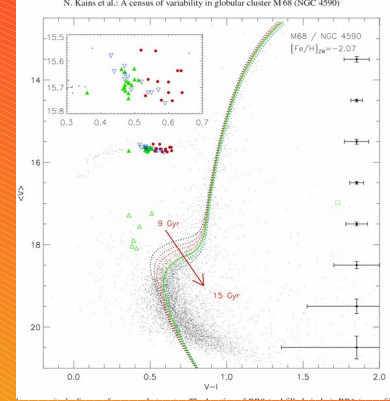 N. Kains et al.: A census of variability in globular cluster M 68 (NGC 4590)
M68 / NGC 4590
[Fe/H]ZW=-2.07
15.5
15.6
15.7
15.8
0.3 0.4 0.5 0.6 0.7
14
16
18
20
<V>
9 Gyr
15 Gyr
0.0 0.5 1.0 1.5 2.0
V-I